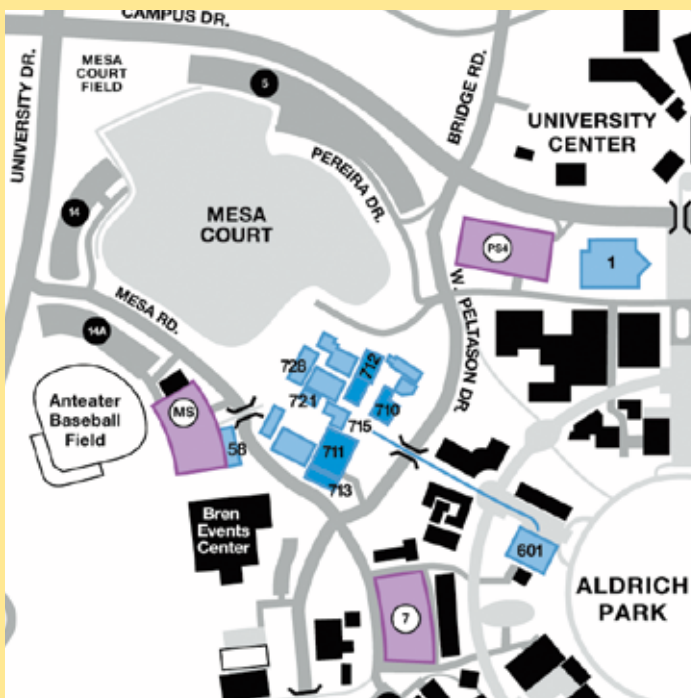 CAMPUS DR.
UNIVERSITY DR.
MESA
COURT
FIELD
5
BRIDGE RD.
UNIVERSITY
CENTER
PEREIRA DR.
14
MESA
COURT
PS4
1
MESA RD.
W. PELTASON DR.
14A
728
712
721
710
Anteater
Baseball
Field
MS
715
58
711
713
Bren
Events
Center
601
ALDRICH
PARK
7